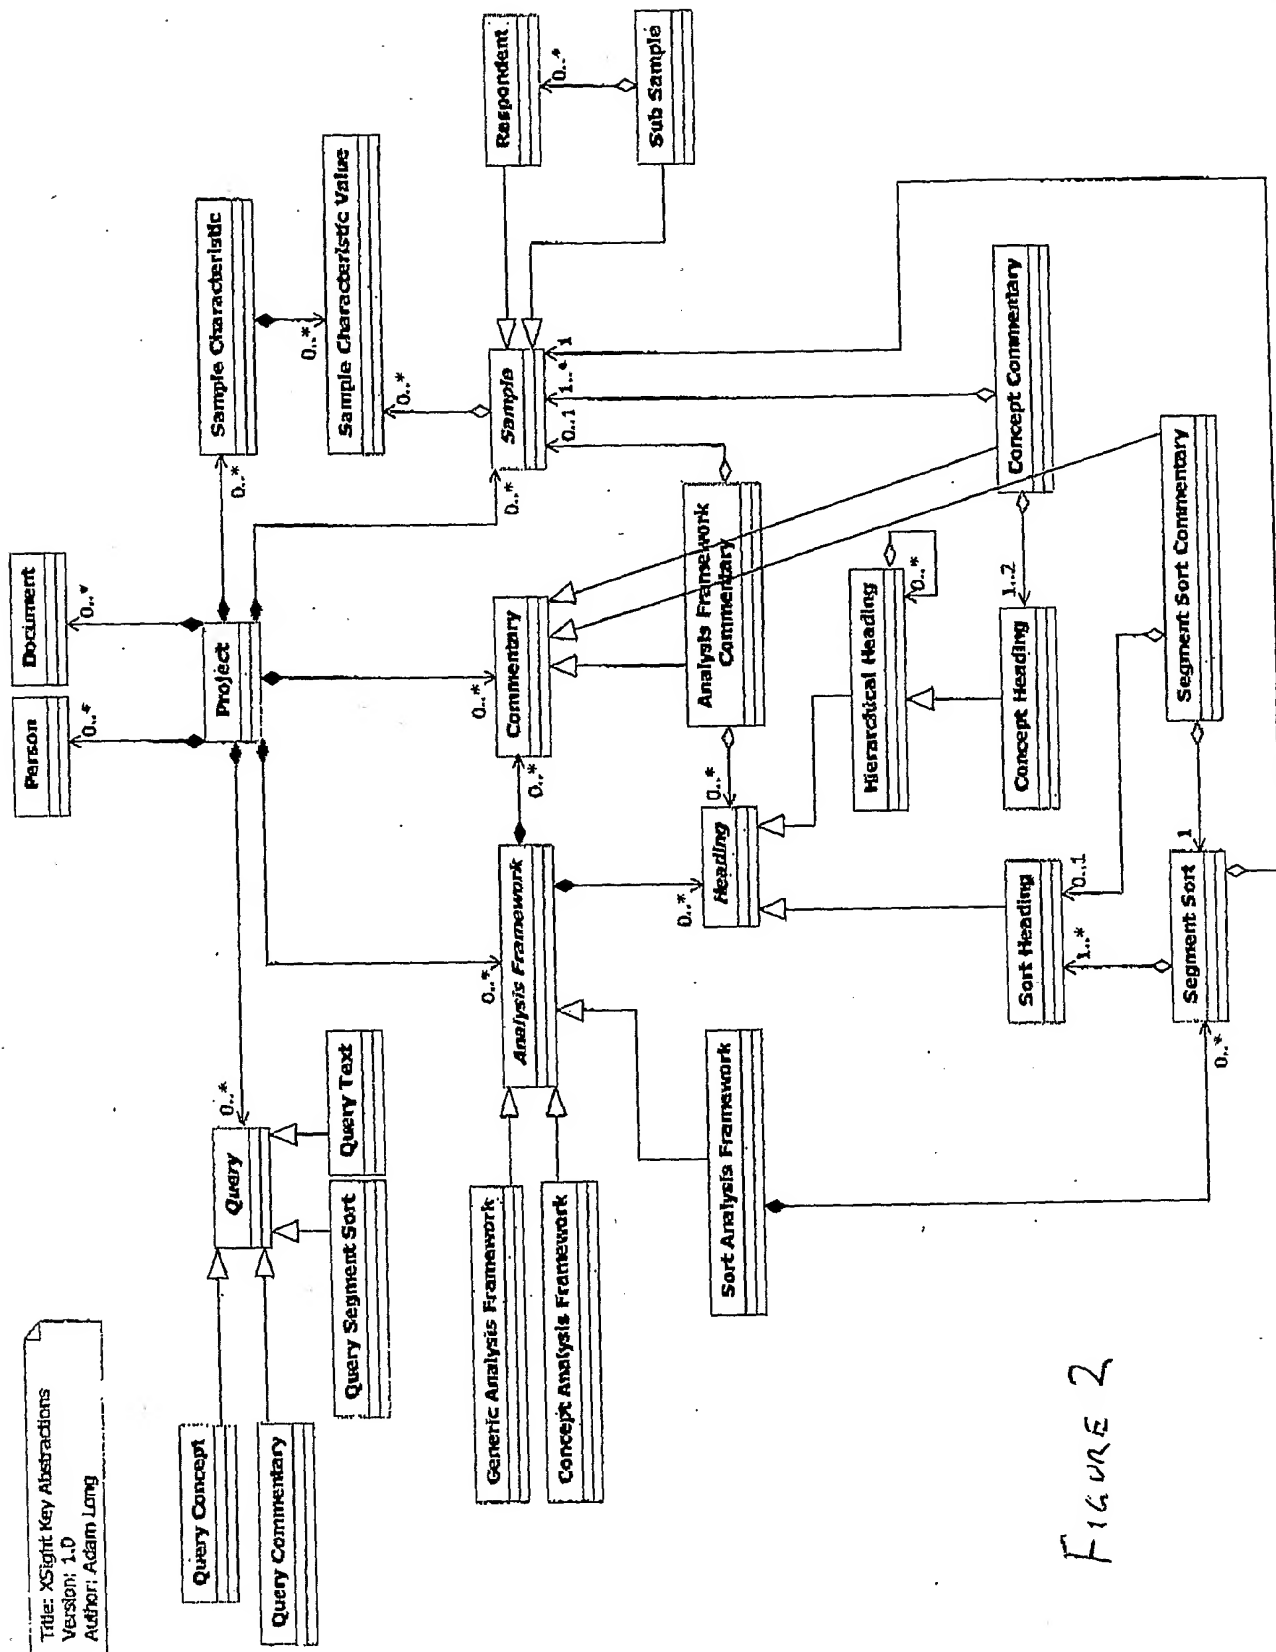 Title: XSight Key Abstractions
Version: 1.0
Author: Adam Long
Person
Document
0..*
0..*
Project
Sample Characteristic
0..*
0..*
Sample Characteristic Value
0..*
Query
0..*
Query Concept
Query Commentary
Query Segment Sort
Query Text
Respondent
0..*
Sub Sample
Sample
0..*
0..1
1..*
1
Commentary
0..*
0..*
Analysis Framework
0..*
Generic Analysis Framework
Concept Analysis Framework
Sort Analysis Framework
Analysis Framework
Commentary
0..*
Heading
0..*
Hierarchical Heading
0..*
Concept Heading
1..2
Concept Commentary
Sort Heading
1..*
0..1
Segment Sort Commentary
1
Segment Sort
0..*
FIGURE 2